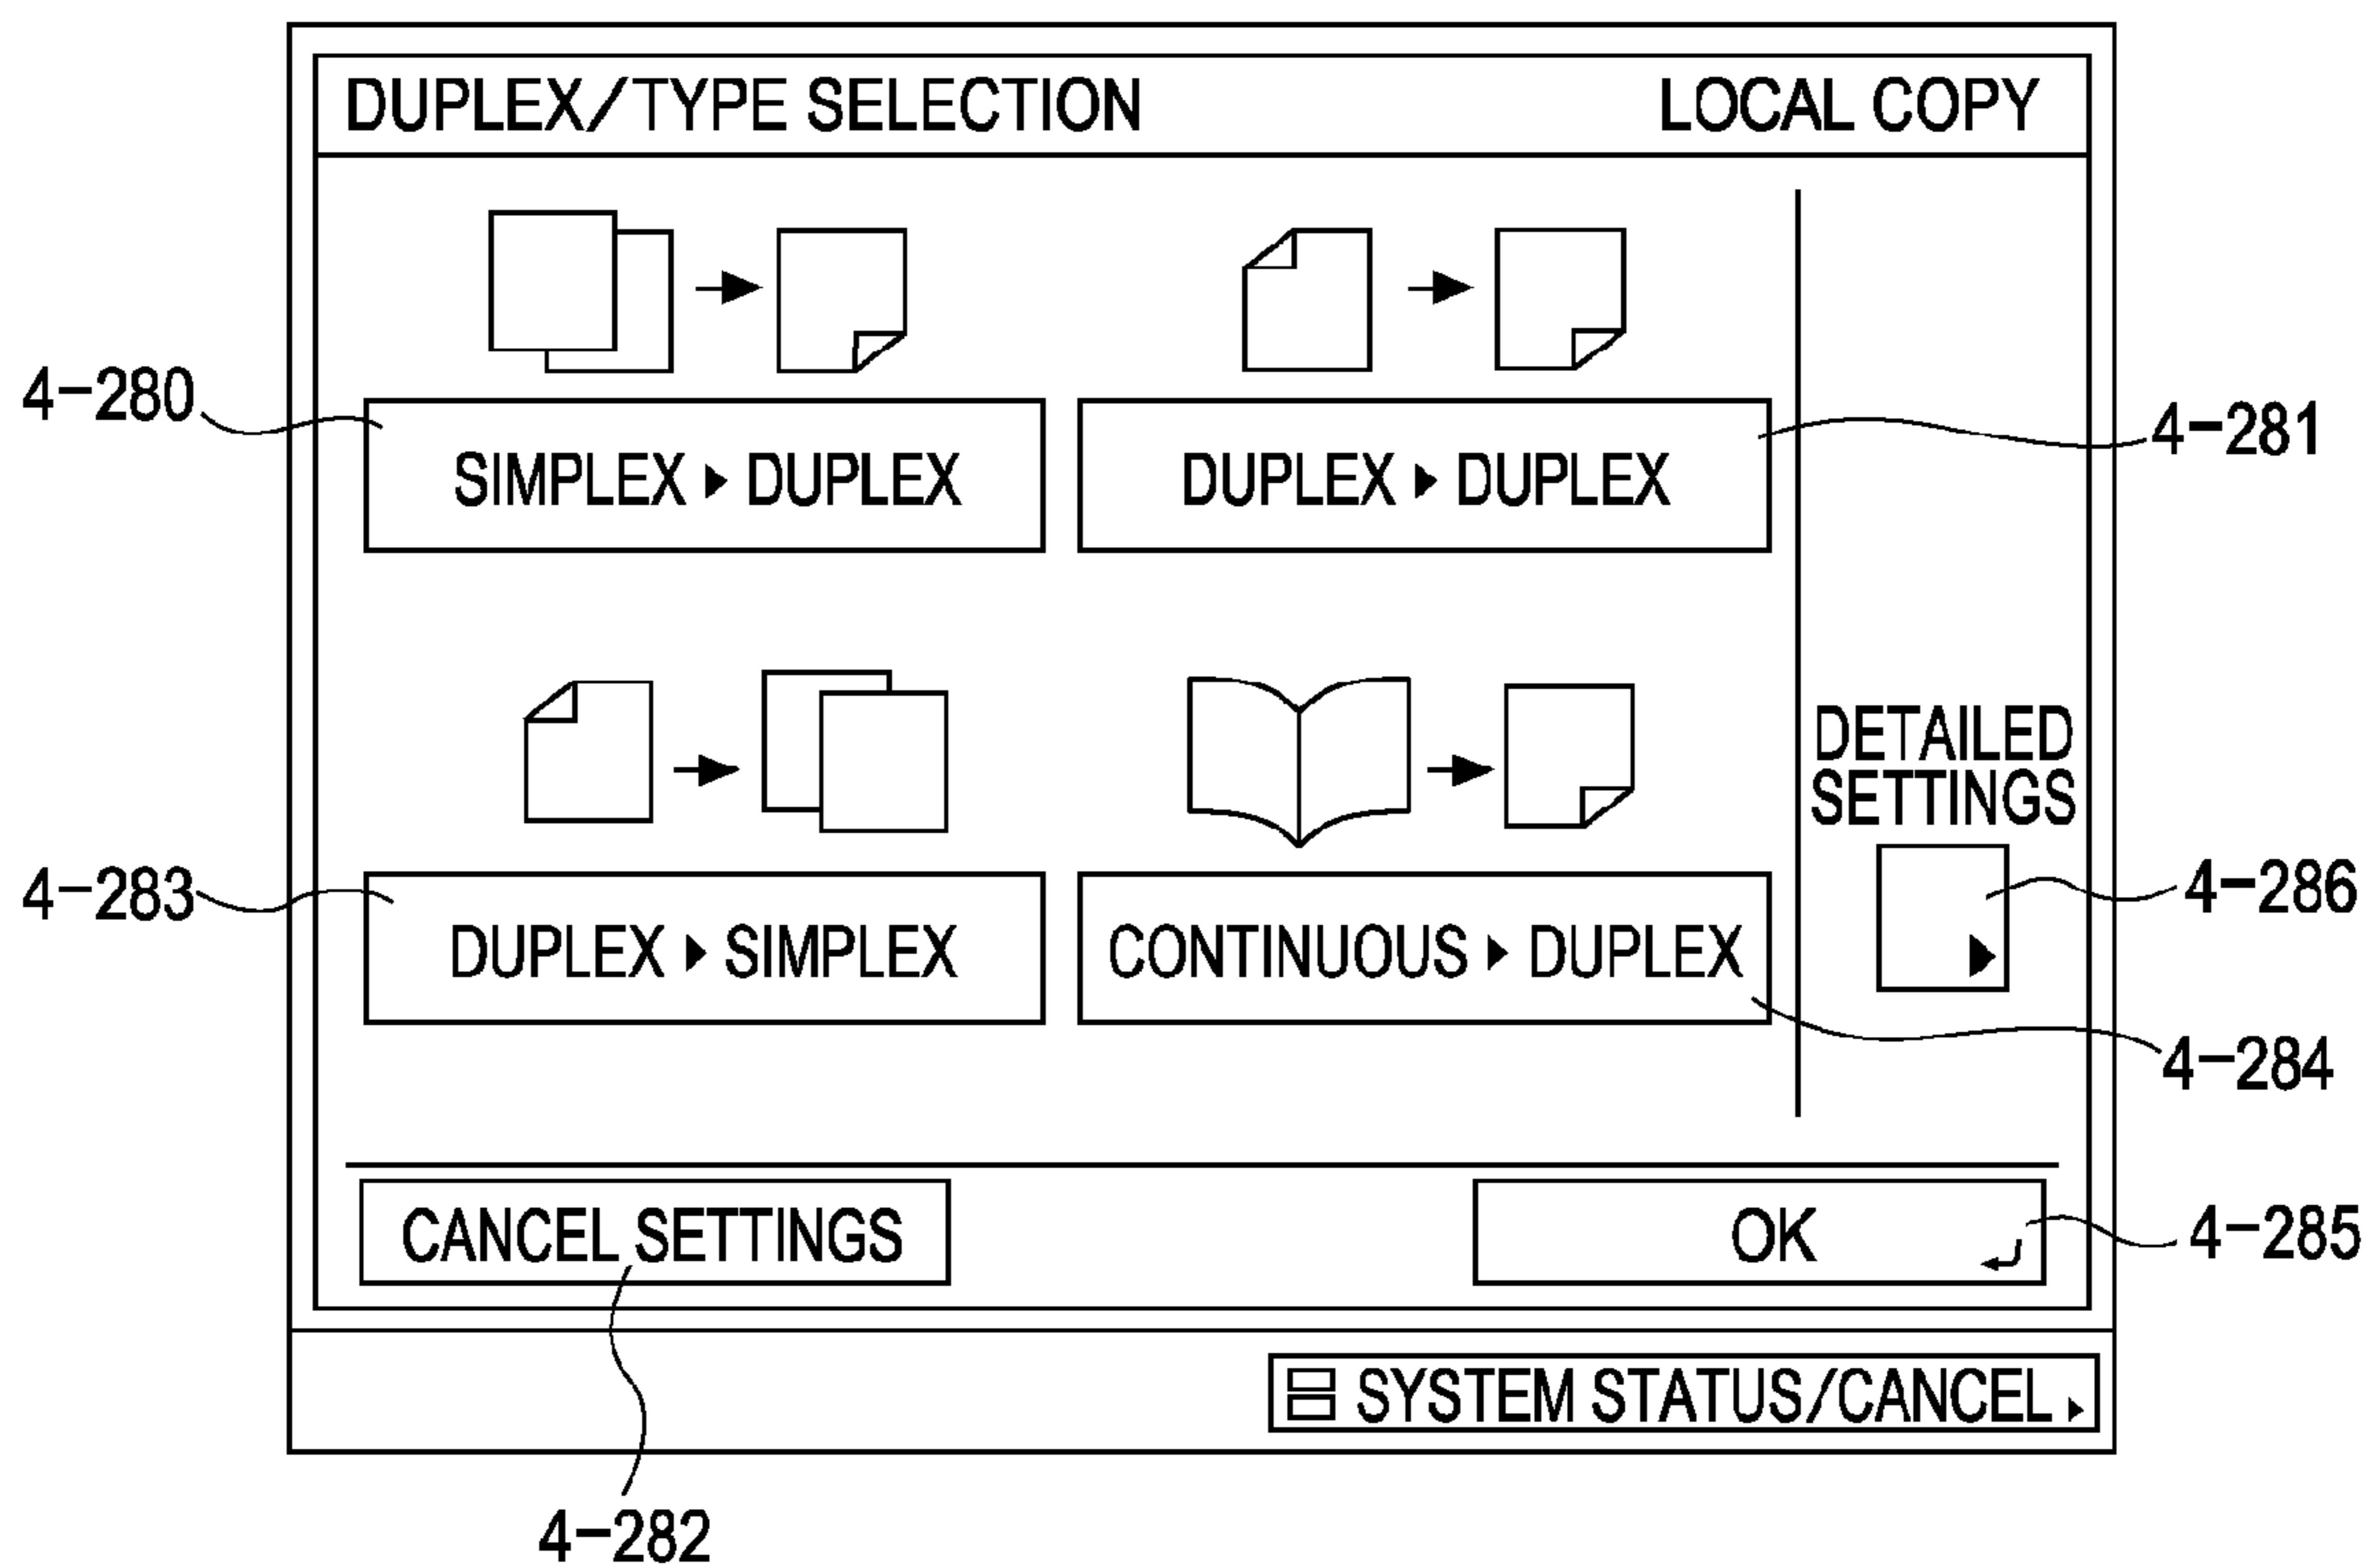 DUPLEX/TYPE SELECTION
LOCAL COPY
4-280
4-281
SIMPLEX ▶ DUPLEX
DUPLEX ▶ DUPLEX
DETAILED
SETTINGS
4-283
4-286
DUPLEX ▶ SIMPLEX
CONTINUOUS ▶ DUPLEX
4-284
CANCEL SETTINGS
OK
4-285
SYSTEM STATUS/CANCEL
4-282